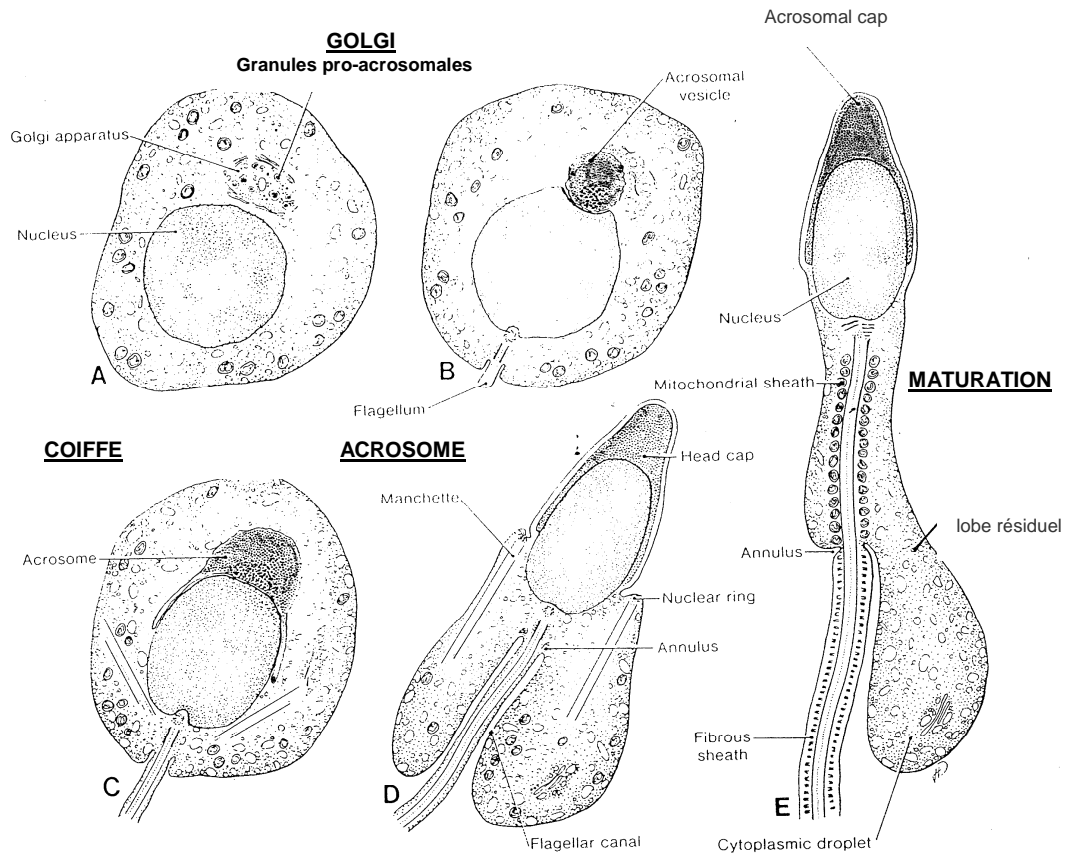 GOLGI
Granules pro-acrosomales
Golgi apparatus
Nucleus
A
Acrosomal
vesicle
B
Flagellum
Acrosomal cap
Nucleus
Mitochondrial sheath
MATURATION
lobe résiduel
Annulus
Fibrous
sheath
E
Cytoplasmic droplet
COIFFE
Acrosome
C
ACROSOME
Manchette
Head cap
Nuclear ring
Annulus
D
Flagellar canal